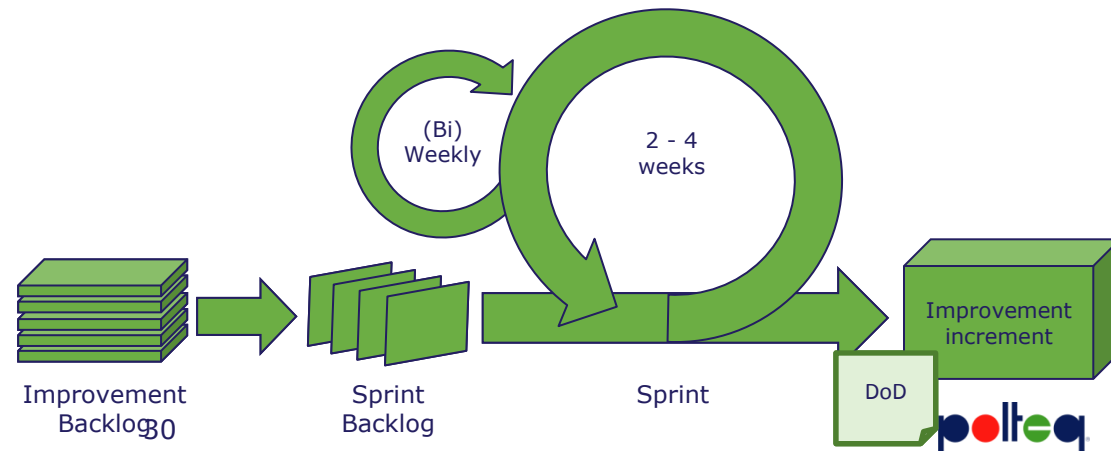 (Bi)
Weekly
2 - 4
weeks
Improvement
increment
Improvement
Backlog
30
Sprint
Backlog
Sprint
DoD
polteq